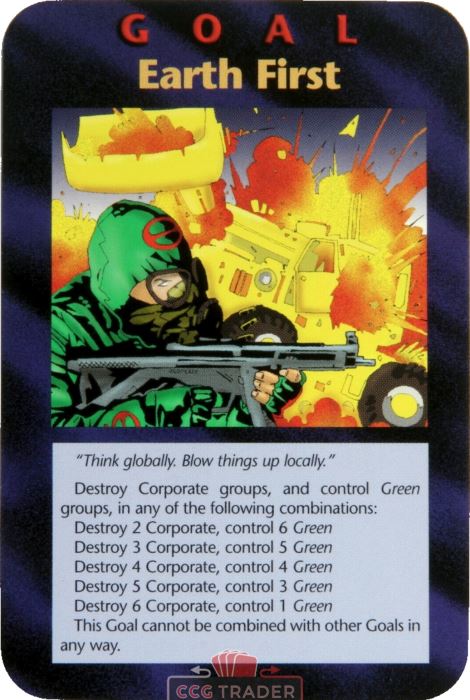 GOAL
Earth First
"Think globally. Blow things up locally."
Destroy Corporate groups, and control Green
groups, in any of the following combinations:
Destroy 2 Corporate, control 6 Green
Destroy 3 Corporate, control 5 Green
Destroy 4 Corporate, control 4 Green
Destroy 5 Corporate, control 3 Green
Destroy 6 Corporate, control 1 Green
This Goal cannot be combined with other Goals in
any way.
CCG TRADER